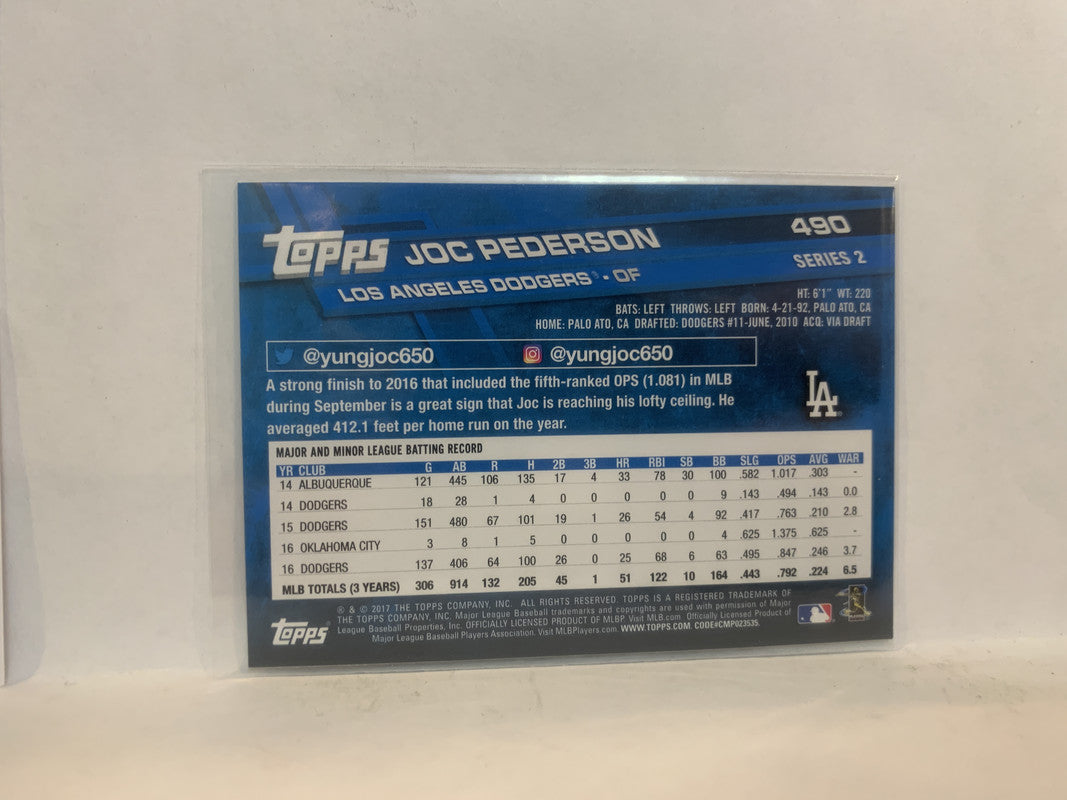 Topps JOC PEDERSON 490
LOS ANGELES DODGERS® - OF SERIES 2
HT: 6'1" WT: 220
BATS: LEFT THROWS: LEFT BORN: 4-21-92, PALO ATO, CA
HOME: PALO ATO, CA DRAFTED: DODGERS #11-JUNE, 2010 ACQ: VIA DRAFT
@yungjoc650 @yungjoc650
A strong finish to 2016 that included the fifth-ranked OPS (1.081) in MLB
during September is a great sign that Joc is reaching his lofty ceiling. He
averaged 412.1 feet per home run on the year.
LA
MAJOR AND MINOR LEAGUE BATTING RECORD
YR CLUB G AB R H 2B 3B HR RBI SB BB SLG OPS AVG WAR
14 ALBUQUERQUE 121 445 106 135 17 4 33 78 30 100 .582 1.017 .303 -
14 DODGERS 18 28 1 4 0 0 0 0 0 9 .143 .494 .143 0.0
15 DODGERS 151 480 67 101 19 1 26 54 4 92 .417 .763 .210 2.8
16 OKLAHOMA CITY 3 8 1 5 0 0 0 0 0 4 .625 1.375 .625 -
16 DODGERS 137 406 64 100 26 0 25 68 6 63 .495 .847 .246 3.7
MLB TOTALS (3 YEARS) 306 914 132 205 45 1 51 122 10 164 .443 .792 .224 6.5
Topps
® & © 2017 THE TOPPS COMPANY, INC. ALL RIGHTS RESERVED. TOPPS IS A REGISTERED TRADEMARK OF
THE TOPPS COMPANY, INC. Major League Baseball trademarks and copyrights are used with permission of Major
League Baseball Properties, Inc. OFFICIALLY LICENSED PRODUCT OF MLBP. Visit MLB.com. Officially Licensed Product of
Major League Baseball Players Association. Visit MLBPlayers.com. WWW.TOPPS.COM. CODE#CMP023535.